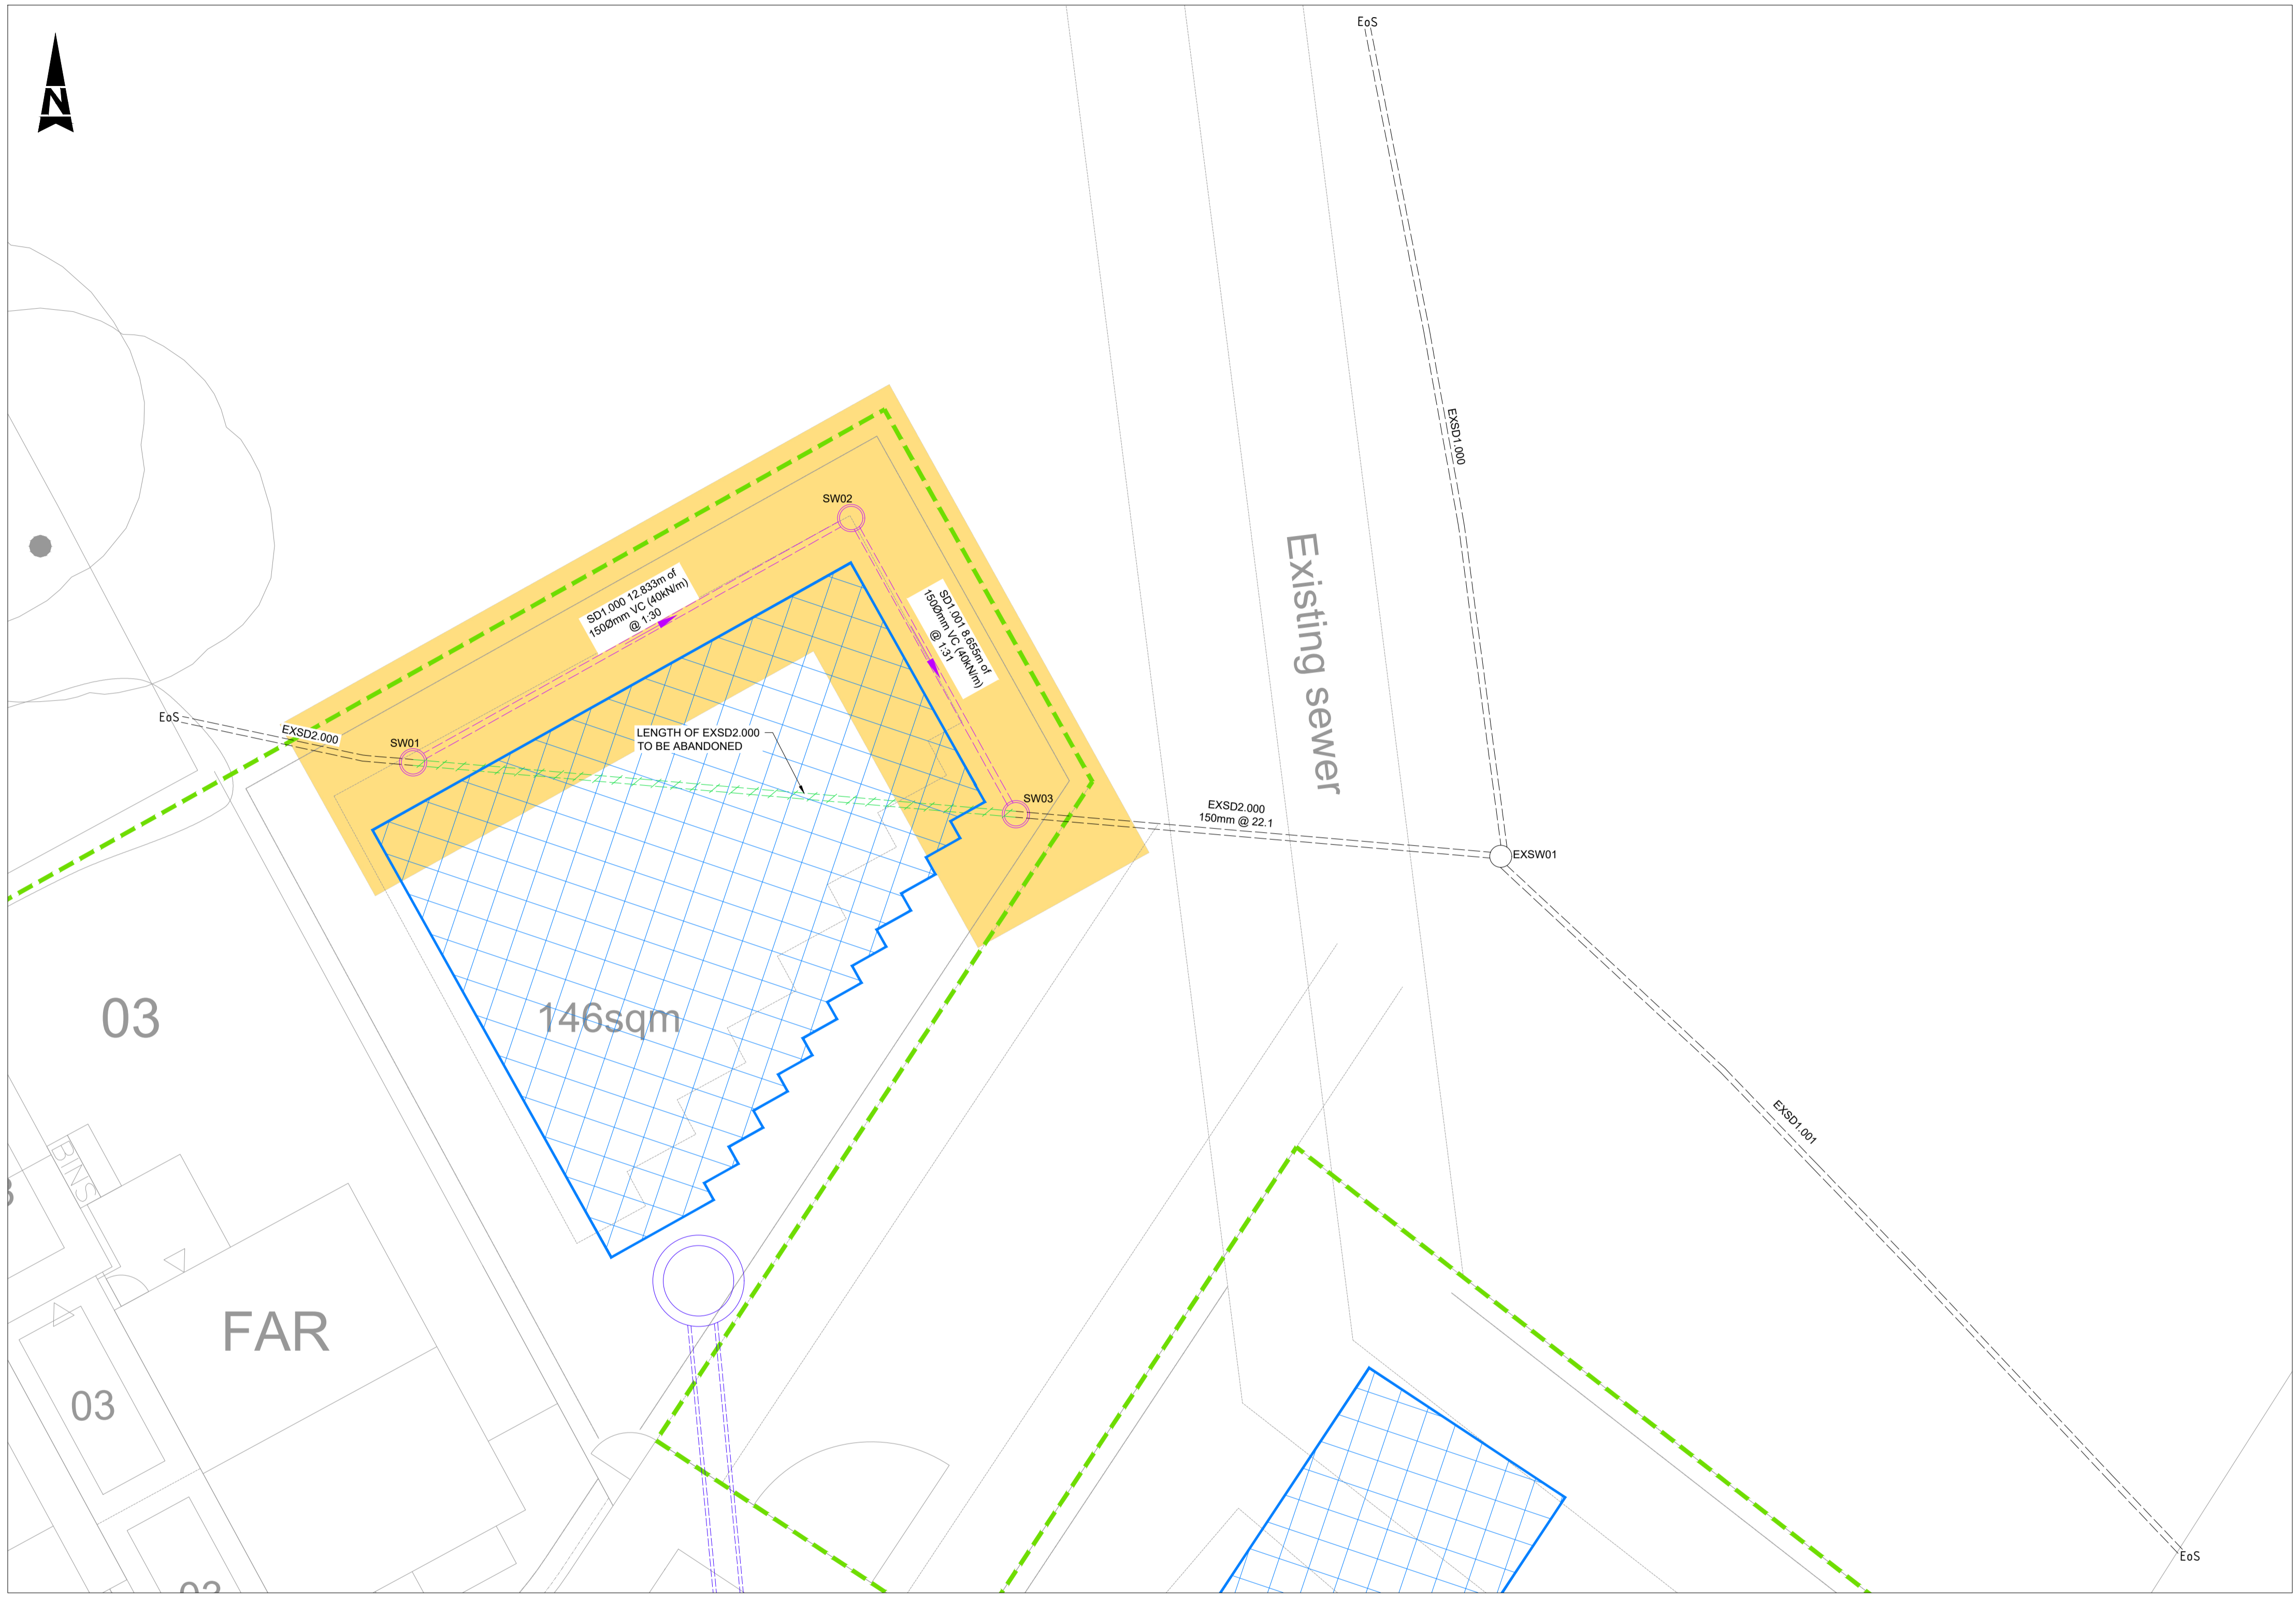 EoS
N
EXSD1.000
SW02
Existing sewer
SD1.000 12.833m of
150Ømm VC (40kN/m)
@ 1:30
SD1.001 8.655m of
150Ømm VC (40kN/m)
@ 1:31
EoS
EXSD2.000
SW01
LENGTH OF EXSD2.000
TO BE ABANDONED
SW03
EXSD2.000
150mm @ 22.1
EXSW01
03
146sqm
EXSD1.001
BINS
FAR
03
EoS
03